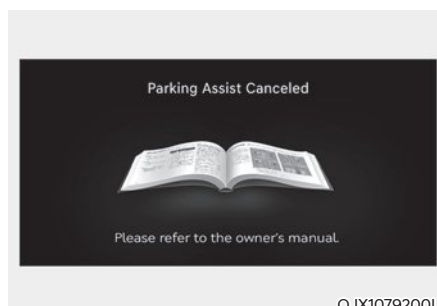 Parking Assist Canceled
Please refer to the owner's manual.
OJX1079200L